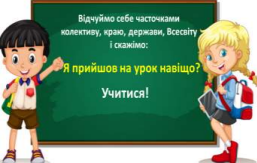 Відчуймо себе часточками
колективу, краю, держави, Всесвіту
і скажімо:
Я прийшов на урок навіщо?
Учитися!